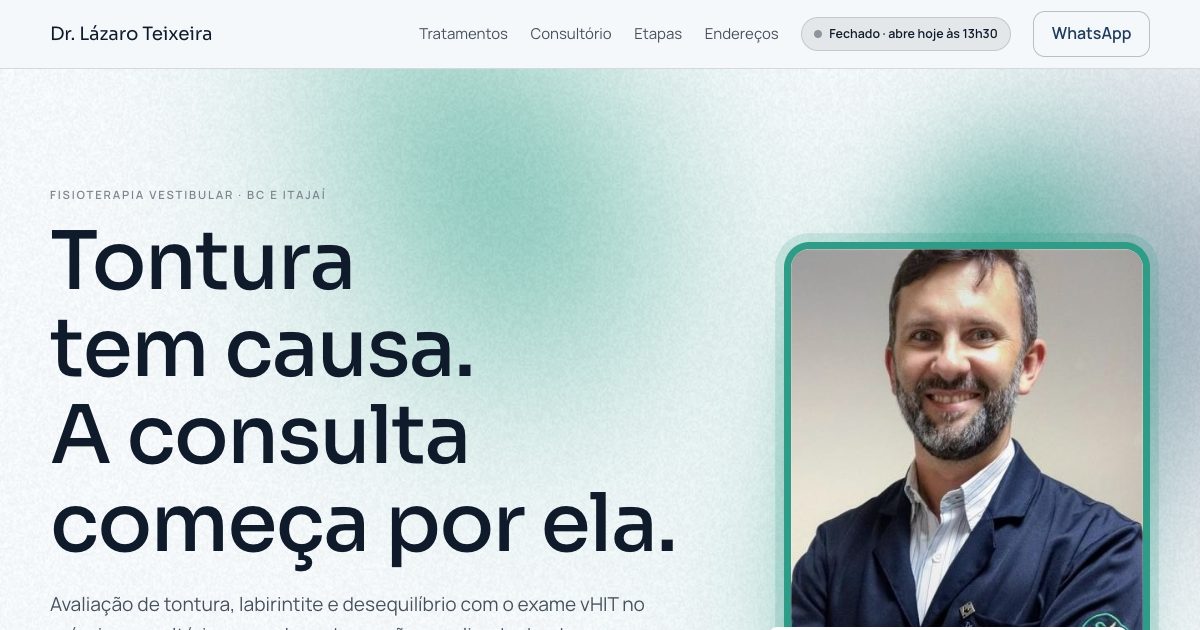 Dr. Lázaro Teixeira
Tratamentos Consultório Etapas Endereços Fechado · abre hoje às 13h30 WhatsApp
FISIOTERAPIA VESTIBULAR · BC E ITAJAÍ
Tontura
tem causa.
A consulta
começa por ela.
Avaliação de tontura, labirintite e desequilíbrio com o exame vHIT no